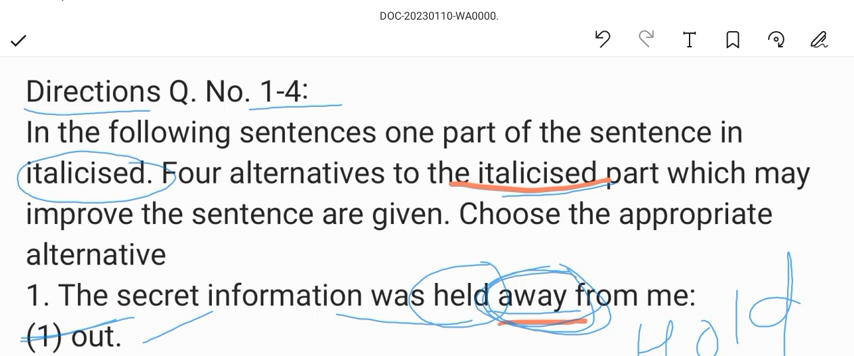 DOC-20230110-WA0000.
T
Directions Q. No. 1-4:
In the following sentences one part of the sentence in
italicised. Four alternatives to the italicised part which may
improve the sentence are given. Choose the appropriate
alternative
1. The secret information was held away from me:
Hold
(1) out.